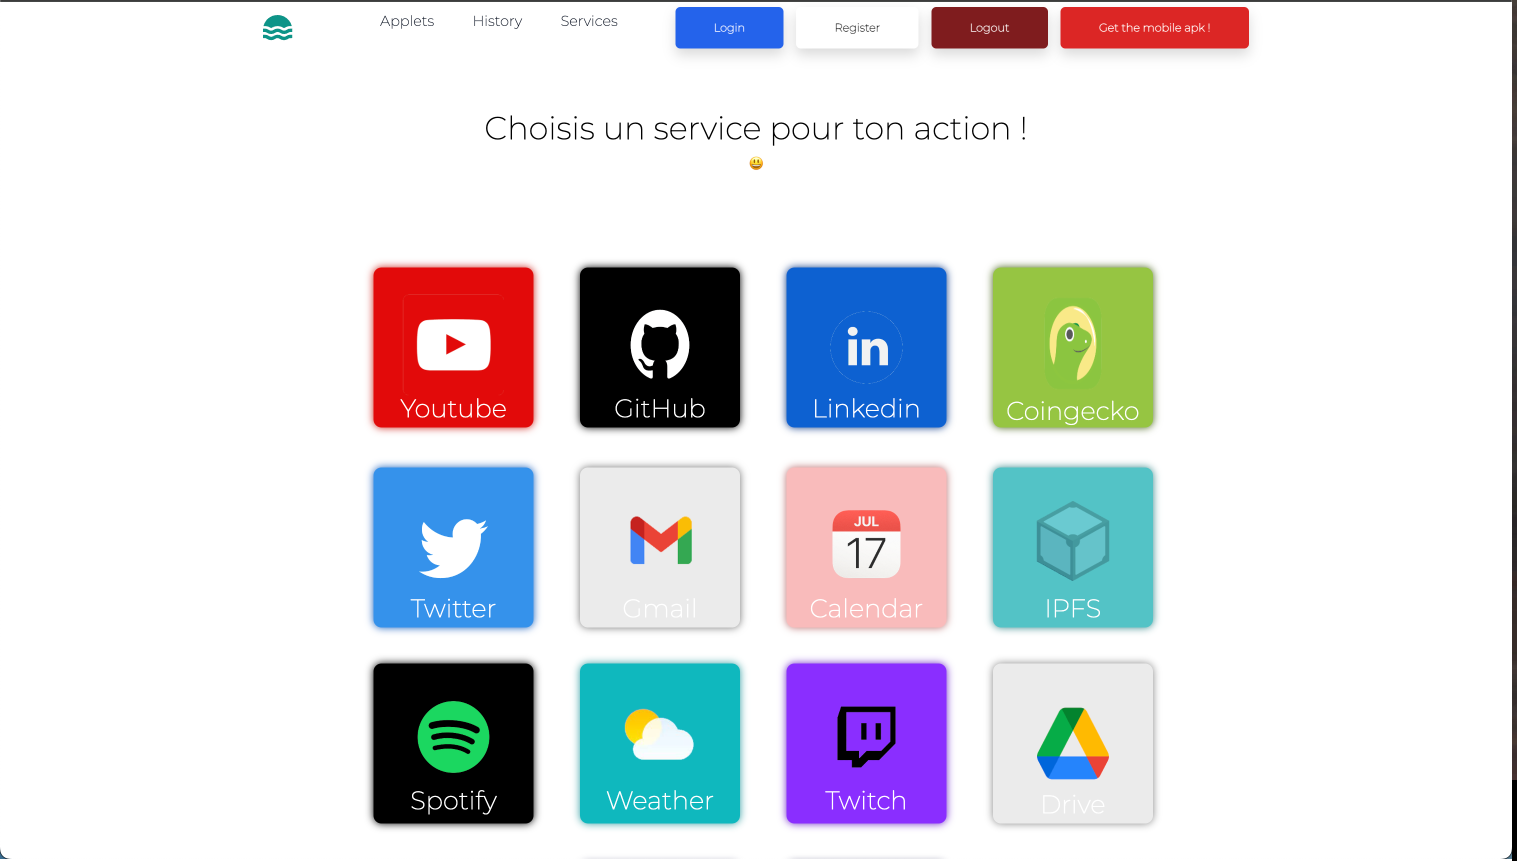 Applets History Services Login Register Logout Get the mobile apk !
Choisis un service pour ton action !
Youtube GitHub Linkedin Coingecko
in
JUL
17
Twitter Gmail Calendar IPFS
Spotify Weather Twitch Drive